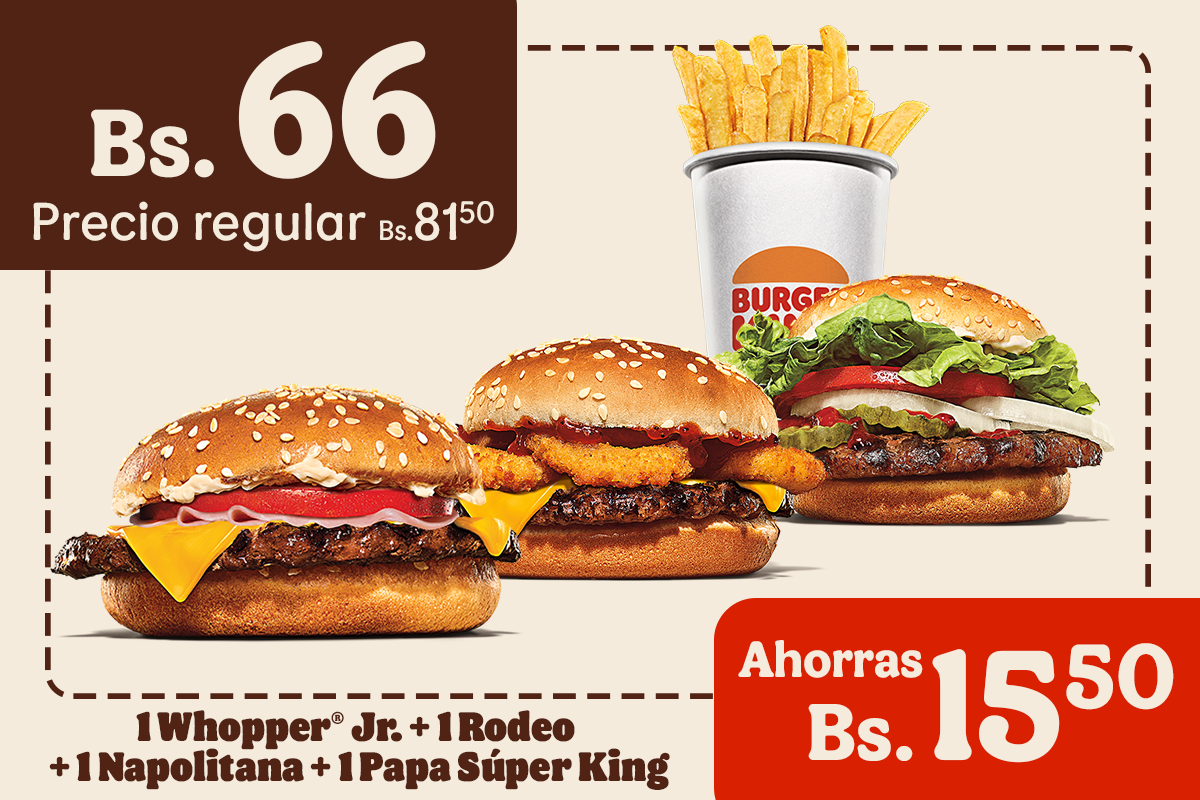 Bs. 66
Precio regular Bs.81⁵⁰
BURGE
Ahorras
Bs. 15⁵⁰
1 Whopper® Jr. + 1 Rodeo
+ 1 Napolitana + 1 Papa Súper King